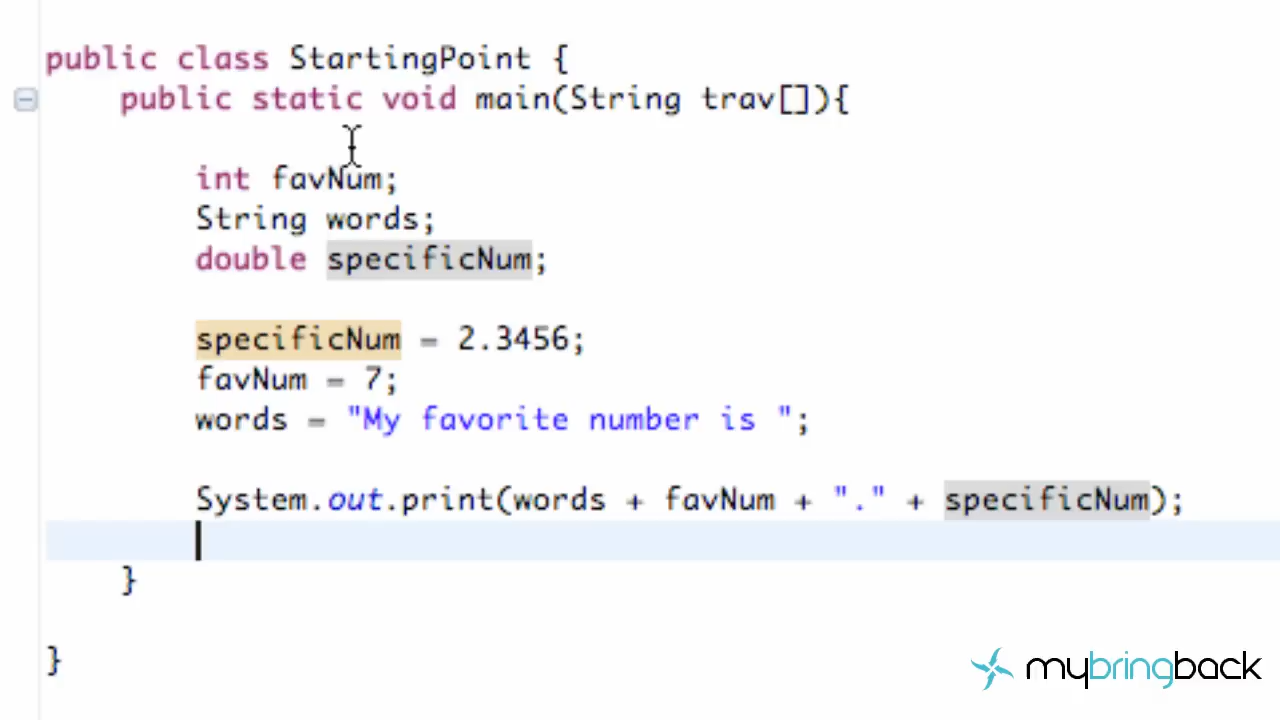 public class StartingPoint {
public static void main(String trav[]){
int favNum;
String words;
double specificNum;
specificNum = 2.3456;
favNum = 7;
words = "My favorite number is ";
System.out.print(words + favNum + "." + specificNum);
}
}
mybringback